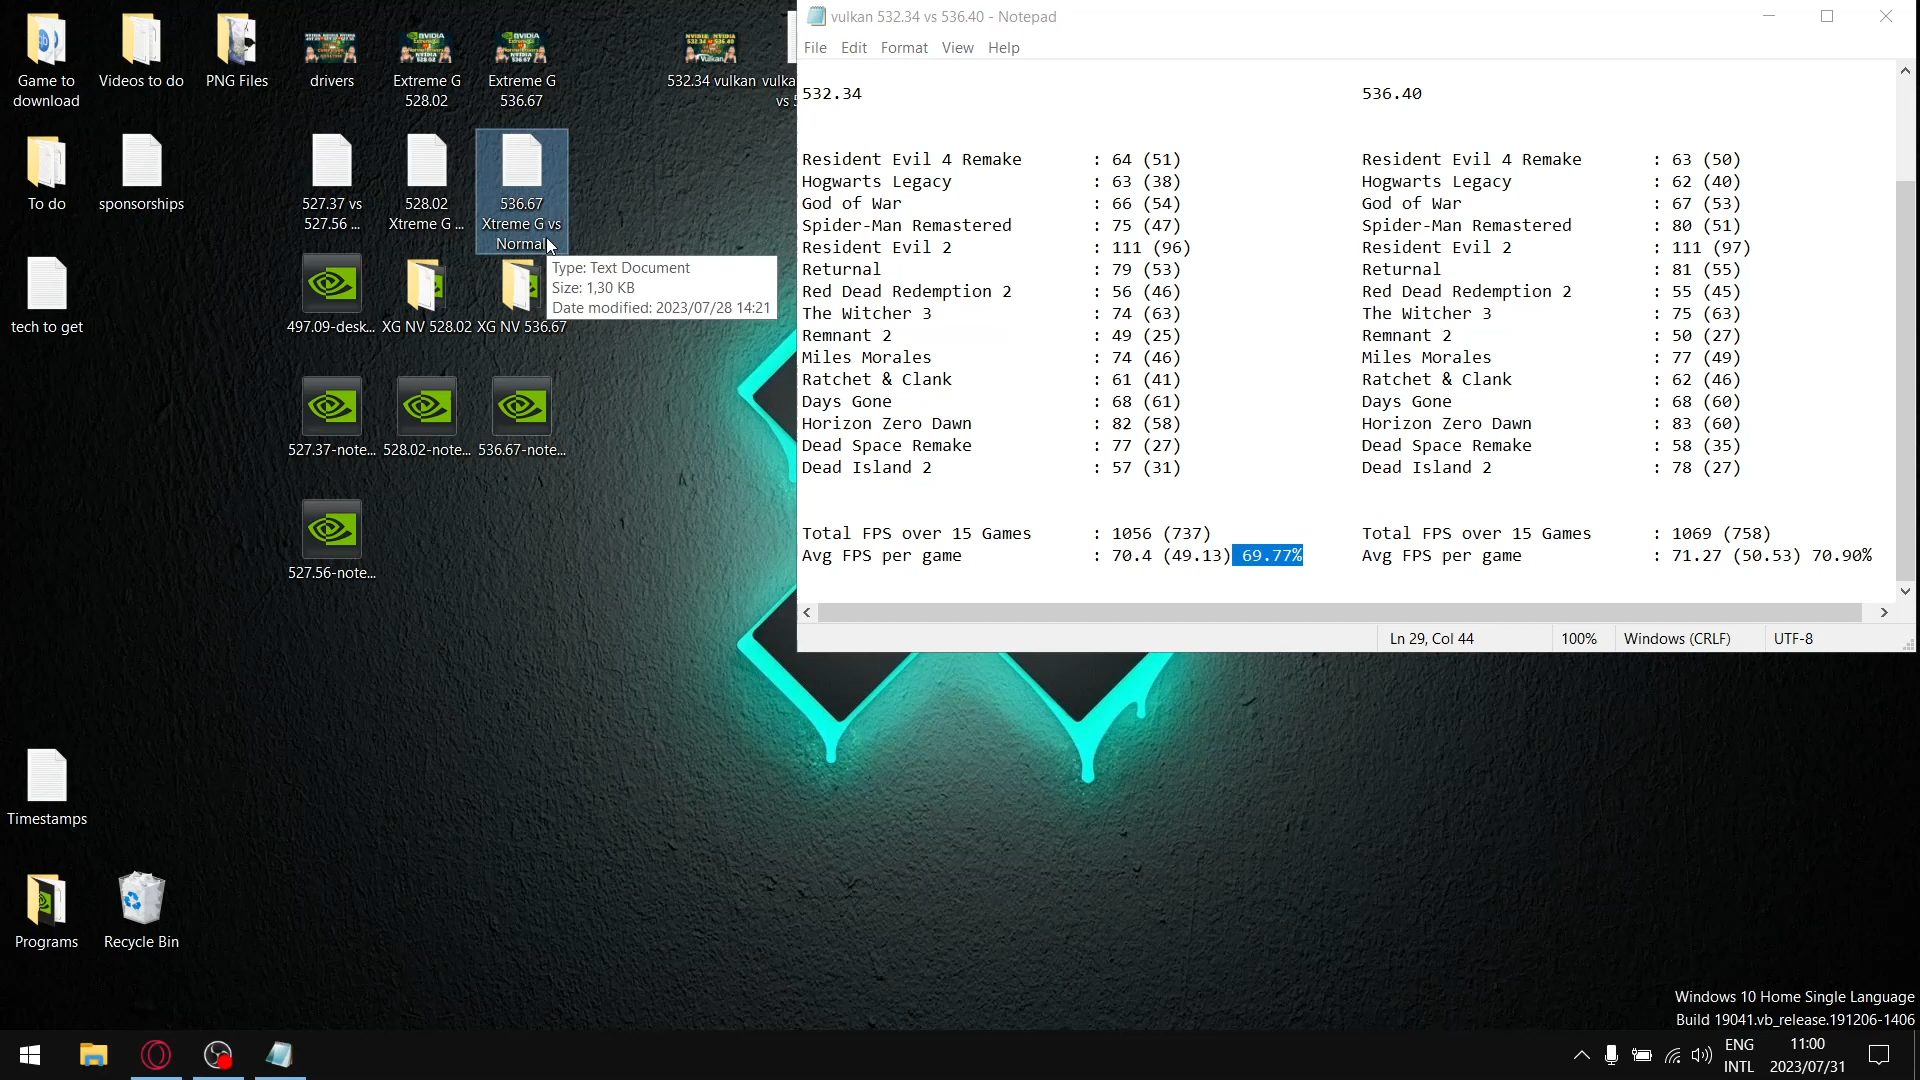 Game to
download
Videos to do
PNG Files
drivers
Extreme G
528.02
Extreme G
536.67
532.34 vulkan
To do
sponsorships
527.37 vs
527.56 ...
528.02
Xtreme G ...
536.67
Xtreme G vs
Normal
Type: Text Document
Size: 1,30 KB
Date modified: 2023/07/28 14:21
tech to get
497.09-desk...
XG NV 528.02
XG NV 536.67
527.37-note...
528.02-note...
536.67-note...
527.56-note...
Timestamps
Programs
Recycle Bin
vulkan 532.34 vs 536.40 - Notepad
File Edit Format View Help
532.34 536.40
Resident Evil 4 Remake : 64 (51) Resident Evil 4 Remake : 63 (50)
Hogwarts Legacy : 63 (38) Hogwarts Legacy : 62 (40)
God of War : 66 (54) God of War : 67 (53)
Spider-Man Remastered : 75 (47) Spider-Man Remastered : 80 (51)
Resident Evil 2 : 111 (96) Resident Evil 2 : 111 (97)
Returnal : 79 (53) Returnal : 81 (55)
Red Dead Redemption 2 : 56 (46) Red Dead Redemption 2 : 55 (45)
The Witcher 3 : 74 (63) The Witcher 3 : 75 (63)
Remnant 2 : 49 (25) Remnant 2 : 50 (27)
Miles Morales : 74 (46) Miles Morales : 77 (49)
Ratchet & Clank : 61 (41) Ratchet & Clank : 62 (46)
Days Gone : 68 (61) Days Gone : 68 (60)
Horizon Zero Dawn : 82 (58) Horizon Zero Dawn : 83 (60)
Dead Space Remake : 77 (27) Dead Space Remake : 58 (35)
Dead Island 2 : 57 (31) Dead Island 2 : 78 (27)
Total FPS over 15 Games : 1056 (737) Total FPS over 15 Games : 1069 (758)
Avg FPS per game : 70.4 (49.13) 69.77% Avg FPS per game : 71.27 (50.53) 70.90%
Ln 29, Col 44 100% Windows (CRLF) UTF-8
Windows 10 Home Single Language
Build 19041.vb_release.191206-1406
ENG
INTL
11:00
2023/07/31